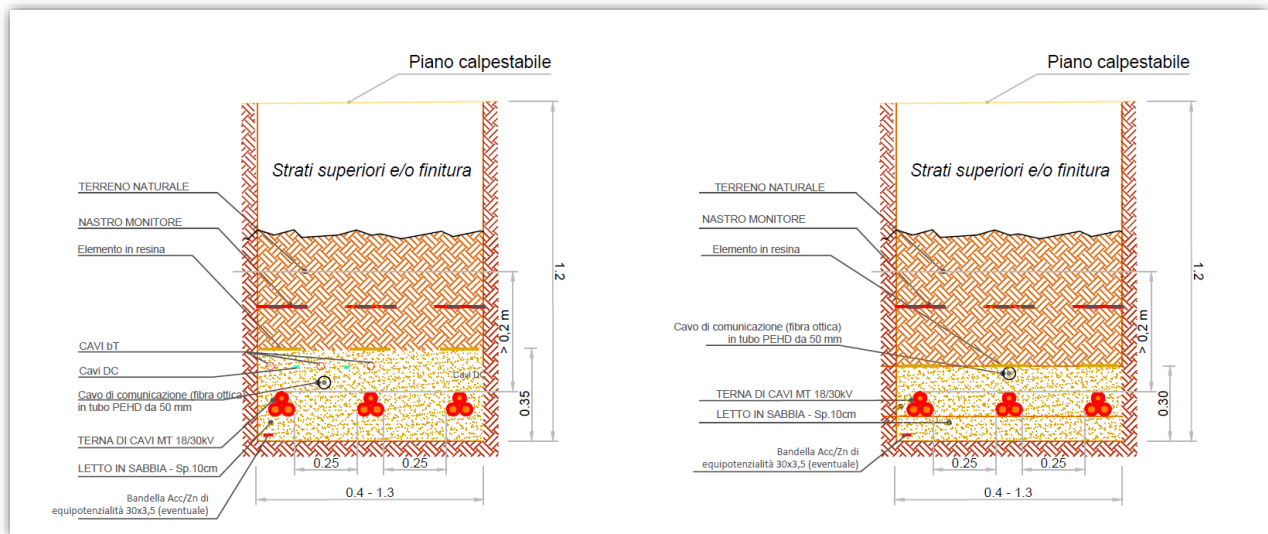 Piano calpestabile
Strati superiori e/o finitura
TERRENO NATURALE
NASTRO MONITORE
Elemento in resina
CAVI bT
Cavi DC
Cavi DC
Cavo di comunicazione (fibra ottica)
in tubo PEHD da 50 mm
TERNA DI CAVI MT 18/30kV
LETTO IN SABBIA - Sp.10cm
Bandella Acc/Zn di
equipotenzialità 30x3,5 (eventuale)
0.25
0.25
0.4 - 1.3
1.2
> 0,2 m
0.35
Piano calpestabile
Strati superiori e/o finitura
TERRENO NATURALE
NASTRO MONITORE
Elemento in resina
Cavo di comunicazione (fibra ottica)
in tubo PEHD da 50 mm
TERNA DI CAVI MT 18/30kV
LETTO IN SABBIA - Sp.10cm
Bandella Acc/Zn di
equipotenzialità 30x3,5 (eventuale)
0.25
0.25
0.4 - 1.3
1.2
> 0,2 m
0.30